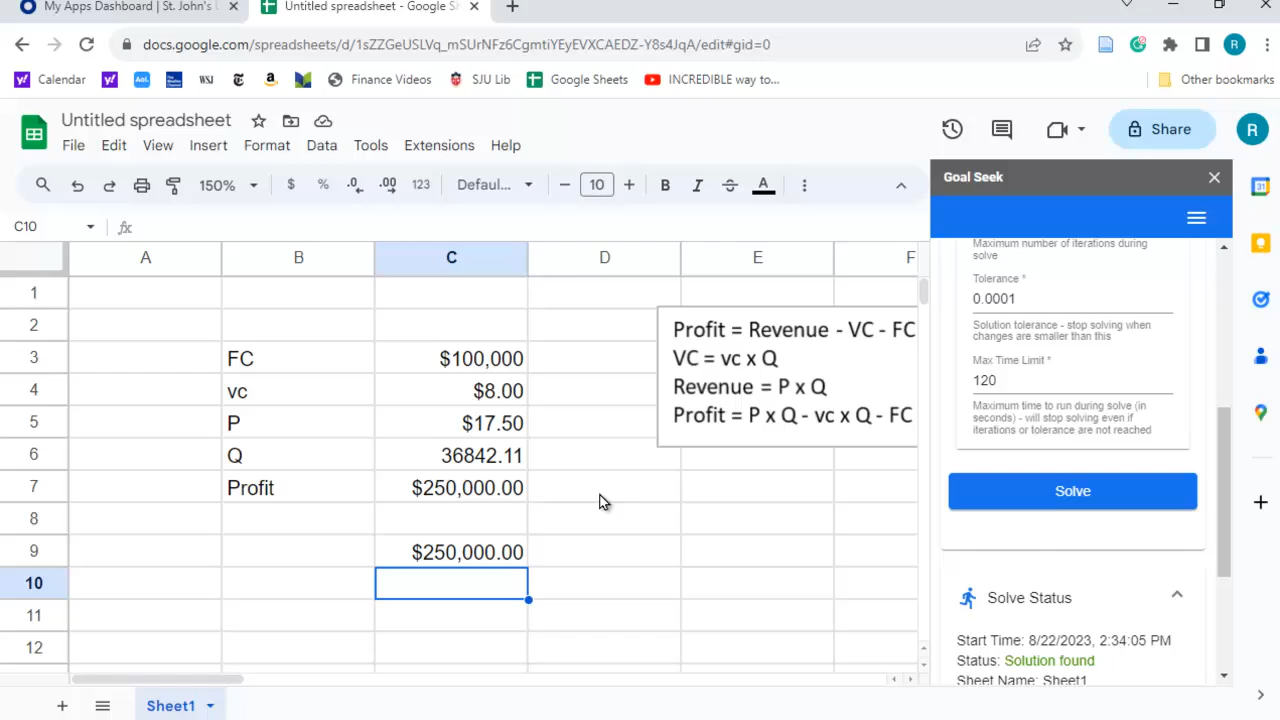 My Apps Dashboard | St. John's
Untitled spreadsheet - Google Sh
docs.google.com/spreadsheets/d/1sZZGeUSLVq_mSUrNFz6CgmtiYEyEVXCAEDZ-Y8s4JqA/edit#gid=0
R
Calendar
Aol.
WSJ
Finance Videos
SJU Lib
Google Sheets
INCREDIBLE way to...
Other bookmarks
Untitled spreadsheet
Share
R
File Edit View Insert Format Data Tools Extensions Help
150% $ % .0 .00 123 Defaul... 10 B I S A
Goal Seek
C10 fx
A B C D E F
1
2
3 FC $100,000
4 vc $8.00
5 P $17.50
6 Q 36842.11
7 Profit $250,000.00
8
9 $250,000.00
10
11
12
Profit = Revenue - VC - FC
VC = vc x Q
Revenue = P x Q
Profit = P x Q - vc x Q - FC
Maximum number of iterations during
solve
Tolerance *
0.0001
Solution tolerance - stop solving when
changes are smaller than this
Max Time Limit *
120
Maximum time to run during solve (in
seconds) - will stop solving even if
iterations or tolerance are not reached
Solve
Solve Status
Start Time: 8/22/2023, 2:34:05 PM
Status: Solution found
Sheet Name: Sheet1
31
Sheet1